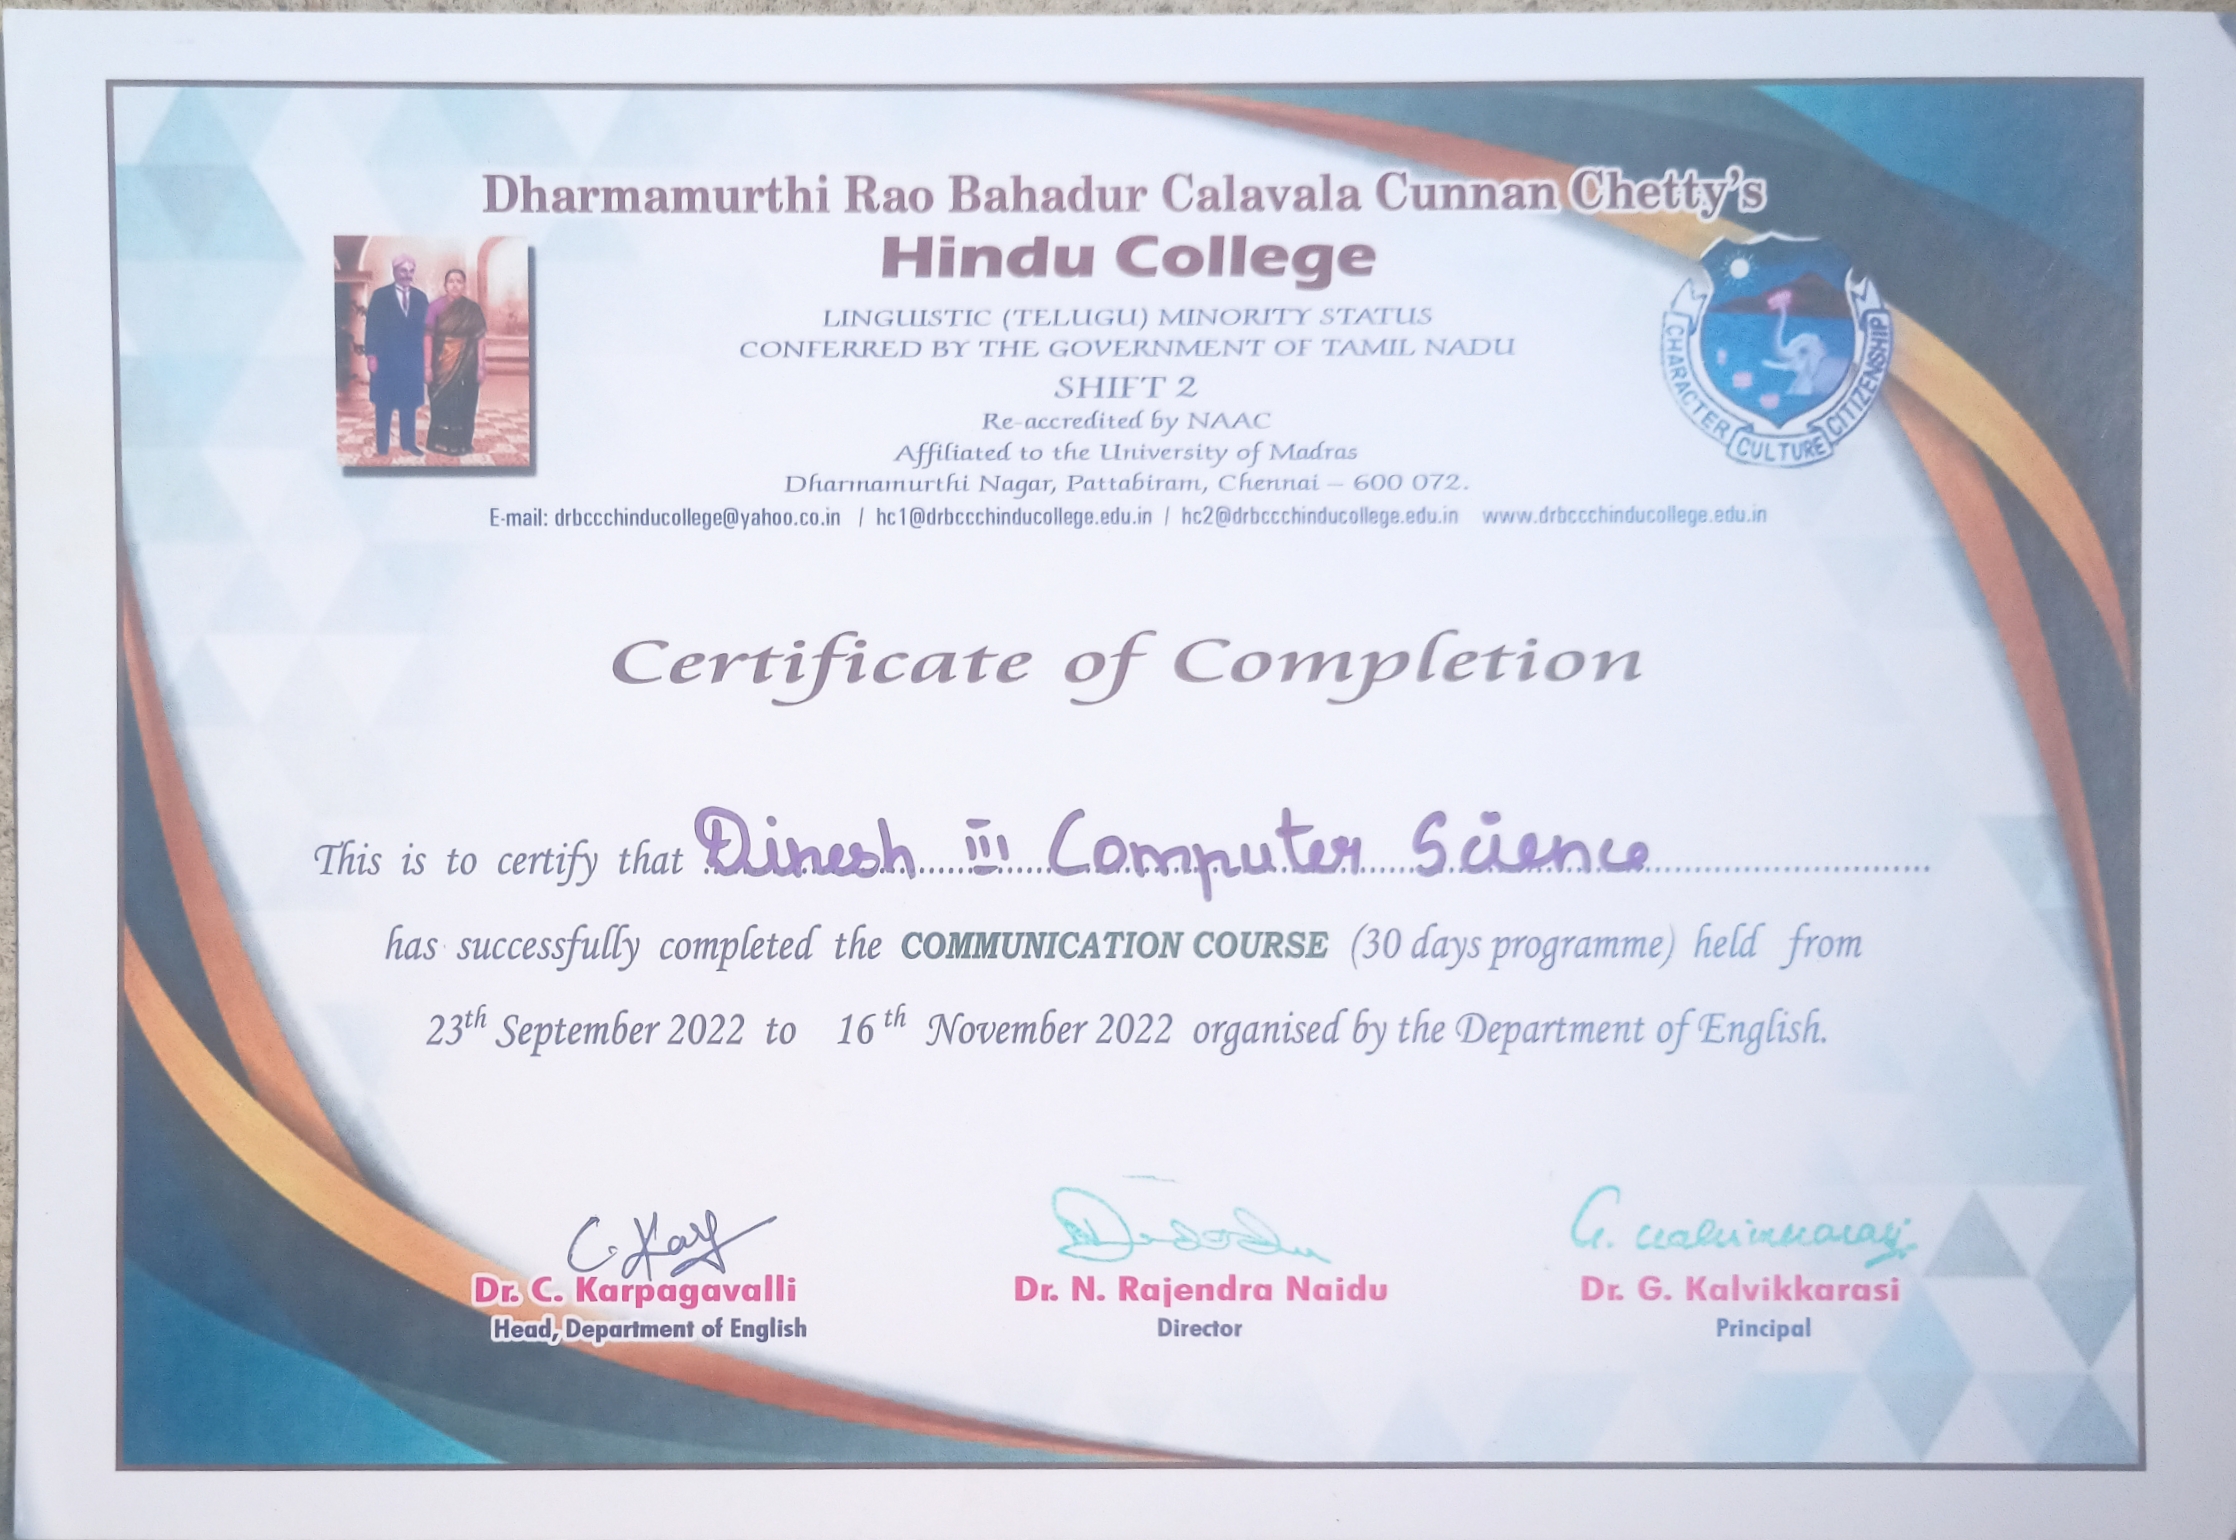 Dharmamurthi Rao Bahadur Calavala Cunnan Chetty's
Hindu College
LINGUISTIC (TELUGU) MINORITY STATUS
CONFERRED BY THE GOVERNMENT OF TAMIL NADU
SHIFT 2
Re-accredited by NAAC
Affiliated to the University of Madras
Dharmamurthi Nagar, Pattabiram, Chennai – 600 072.
E-mail: drbccchinducollege@yahoo.co.in / hc1@drbccchinducollege.edu.in / hc2@drbccchinducollege.edu.in www.drbccchinducollege.edu.in
CHARACTER CULTURE CITIZENSHIP
Certificate of Completion
This is to certify that Dinesh III Computer Science
has successfully completed the COMMUNICATION COURSE (30 days programme) held from
23th September 2022 to 16th November 2022 organised by the Department of English.
C. Kar
G. Kalvikkarasi
Dr. C. Karpagavalli Dr. N. Rajendra Naidu Dr. G. Kalvikkarasi
Head, Department of English Director Principal